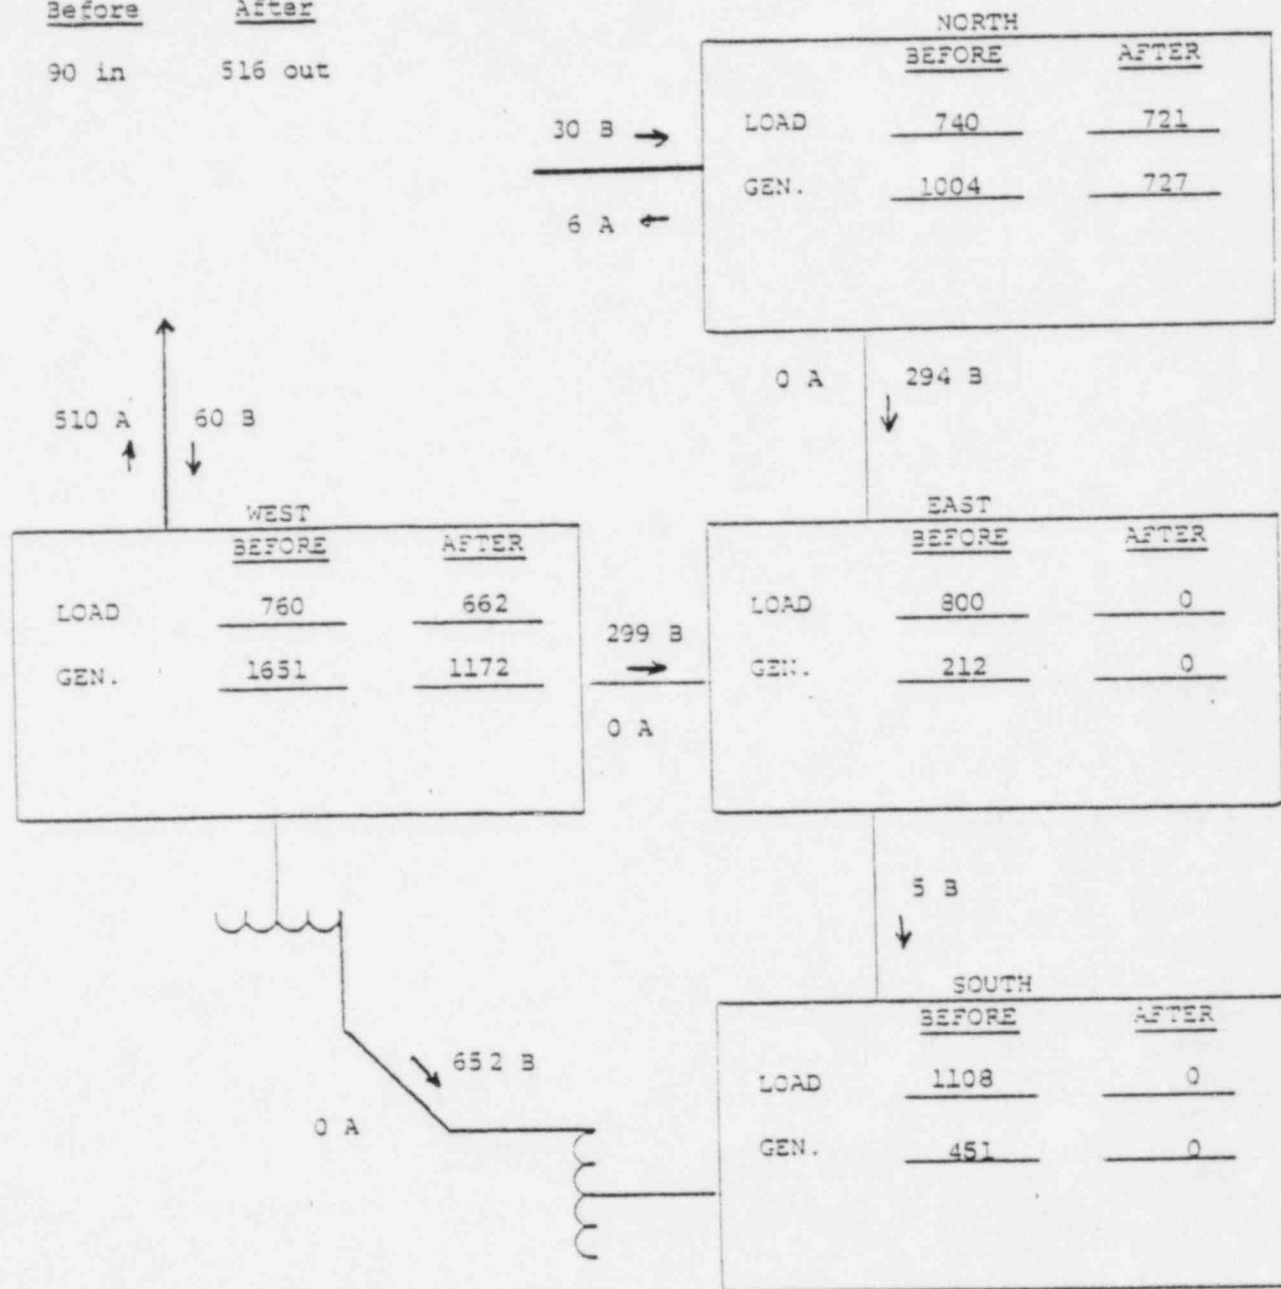 Before After
90 in 516 out
NORTH
BEFORE AFTER
LOAD 740 721
GEN. 1004 727
30 B
6 A
0 A 294 B
510 A 60 B
WEST
BEFORE AFTER
LOAD 760 662
GEN. 1651 1172
299 B
0 A
EAST
BEFORE AFTER
LOAD 800 0
GEN. 212 0
5 B
652 B
0 A
SOUTH
BEFORE AFTER
LOAD 1108 0
GEN. 451 0